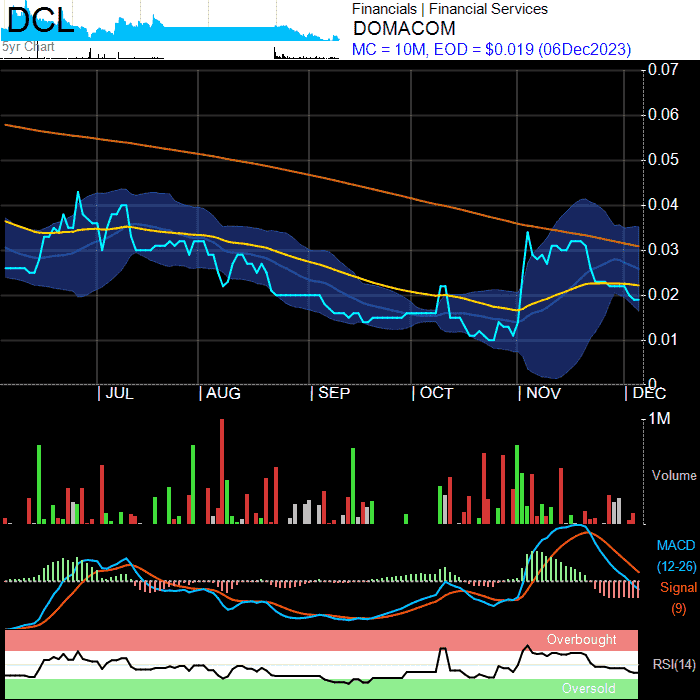 DCL
5yr Chart
Financials | Financial Services
DOMACOM
MC = 10M, EOD = $0.019 (06Dec2023)
0.07
0.06
0.05
0.04
0.03
0.02
0.01
0
| JUL | AUG | SEP | OCT | NOV | DEC
1M
Volume
MACD
(12-26)
Signal
(9)
Overbought
RSI(14)
Oversold